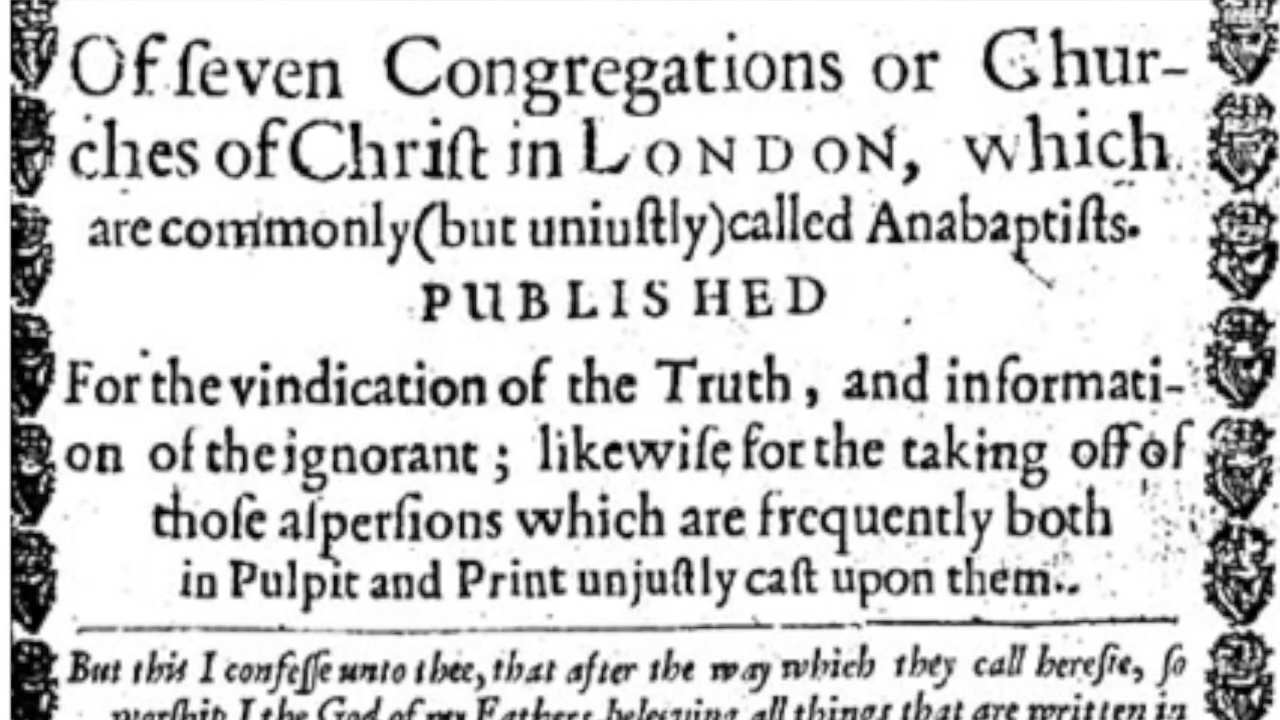 Of ſeven Congregations or Chur-
ches of Chriſt in LONDON, which
are commonly (but uniuſtly) called Anabaptiſts.
PUBLISHED
For the vindication of the Truth, and informati-
on of the ignorant; likewiſe for the taking off of
thoſe aſperſions which are frequently both
in Pulpit and Print unjuſtly caſt upon them.
But this I confeſſe unto thee, that after the way which they call hereſie, ſo
worſhip I the God of my Fathers, beleeving all things that are written in